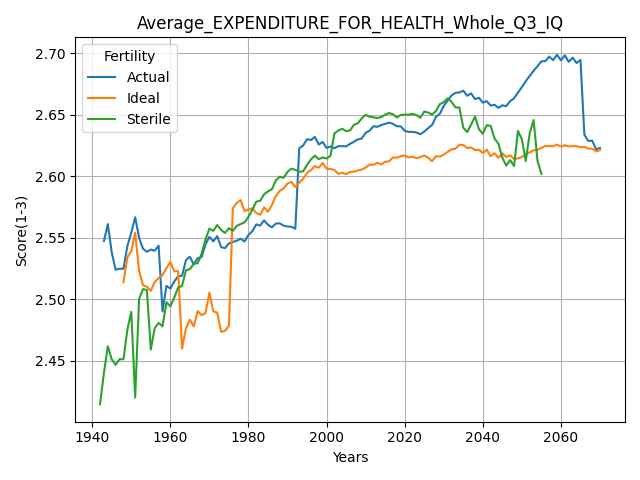 Average_EXPENDITURE_FOR_HEALTH_Whole_Q3_IQ
Fertility
Actual
Ideal
Sterile
Score(1-3)
2.70
2.65
2.60
2.55
2.50
2.45
1940 1960 1980 2000 2020 2040 2060
Years